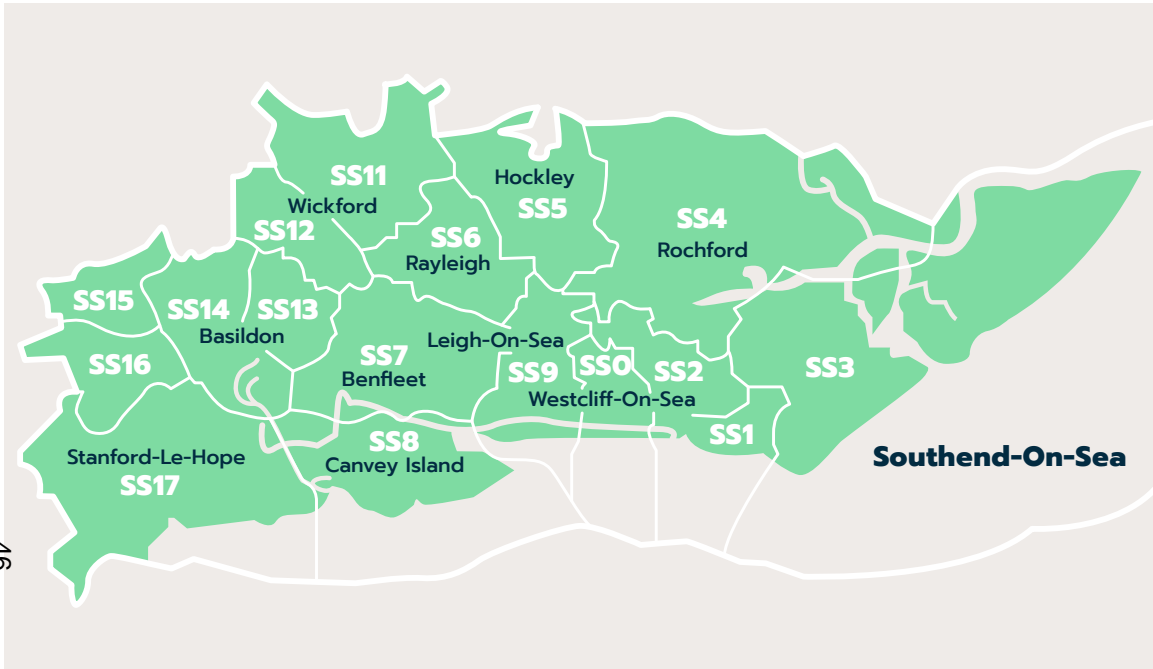 SS11
Wickford
SS12
Hockley
SS5
SS4
Rochford
SS6
Rayleigh
SS15
SS14
SS13
Basildon
SS16
Leigh-On-Sea
SS7
Benfleet
SS9
SS0
SS2
SS3
Westcliff-On-Sea
SS1
SS8
Canvey Island
Stanford-Le-Hope
SS17
Southend-On-Sea
46